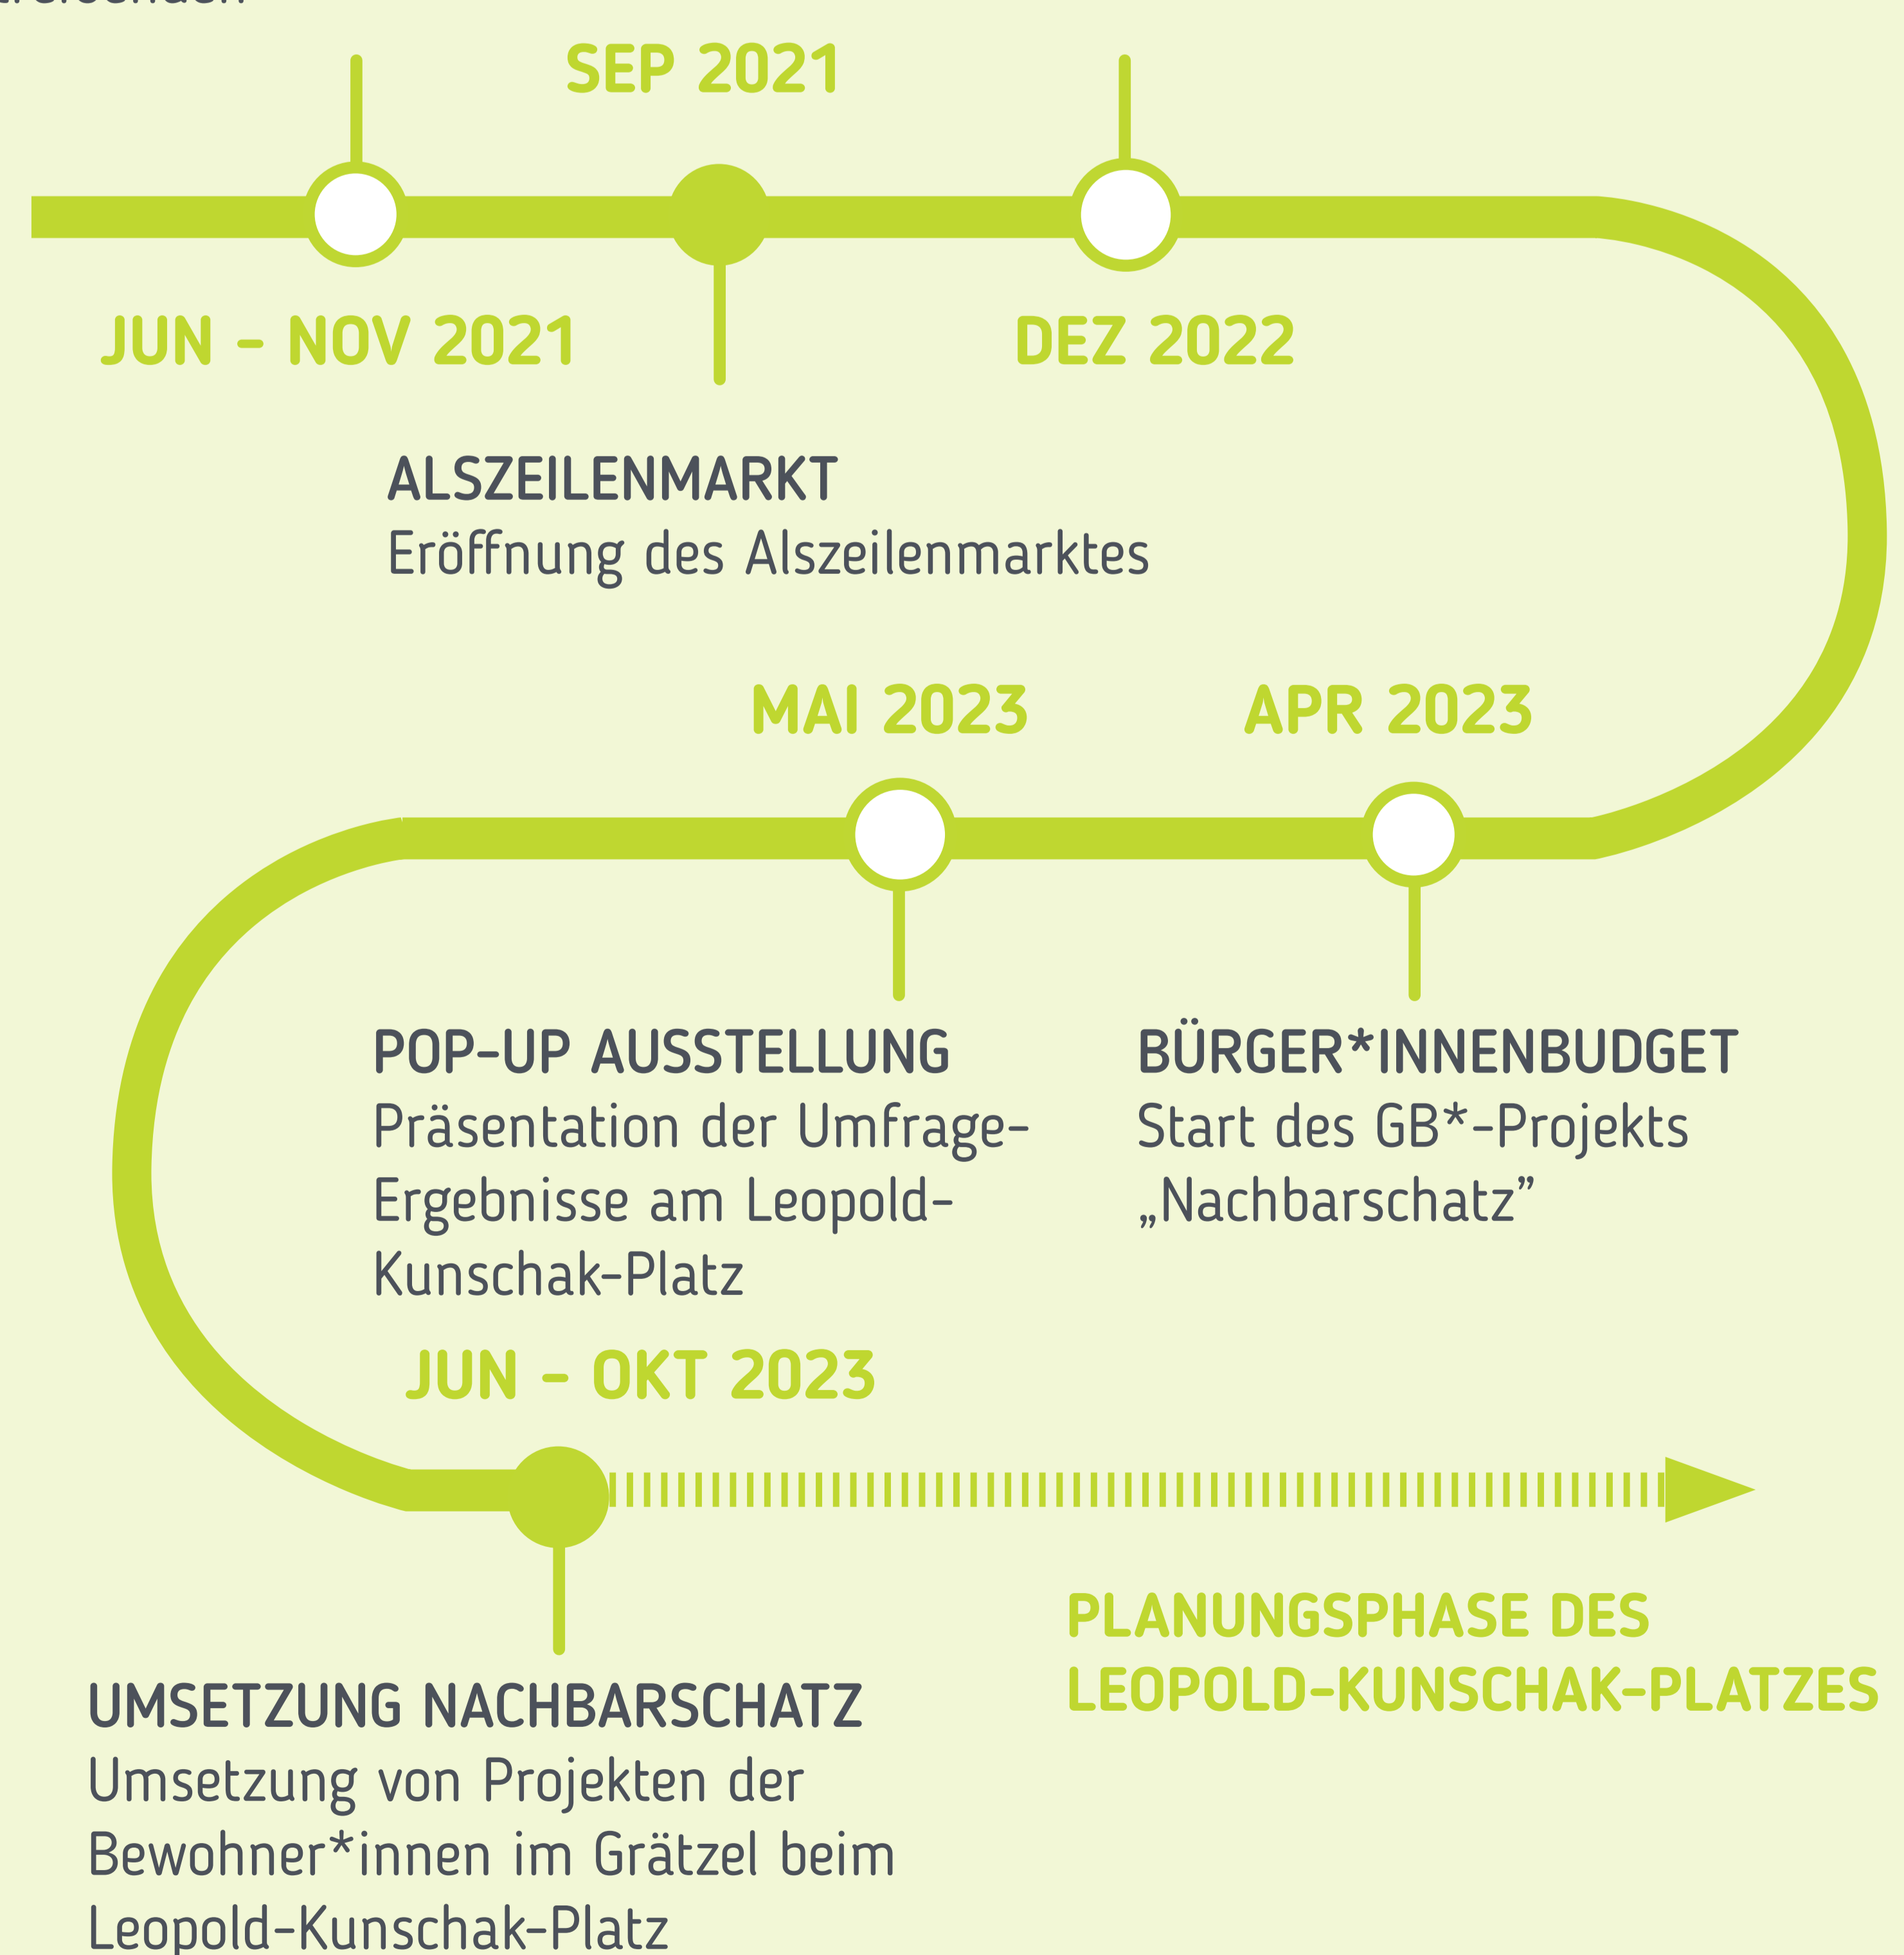 SEP 2021
JUN - NOV 2021
DEZ 2022
ALSZEILENMARKT
Eröffnung des Alszeilenmarktes
MAI 2023
APR 2023
POP-UP AUSSTELLUNG
Präsentation der Umfrage-
Ergebnisse am Leopold-
Kunschak-Platz
BÜRGER*INNENBUDGET
Start des GB*-Projekts
„Nachbarschatz”
JUN - OKT 2023
PLANUNGSPHASE DES
LEOPOLD-KUNSCHAK-PLATZES
UMSETZUNG NACHBARSCHATZ
Umsetzung von Projekten der
Bewohner*innen im Grätzel beim
Leopold-Kunschak-Platz